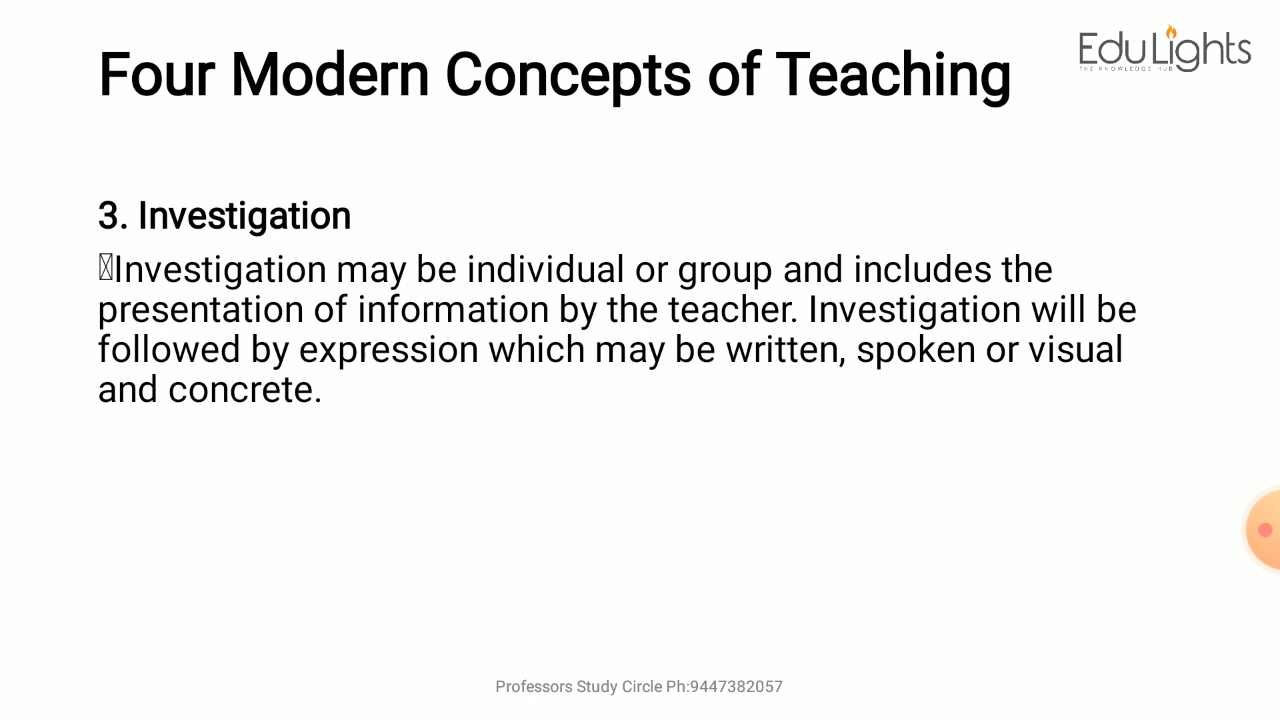 Four Modern Concepts of Teaching
EduLights
THE KNOWLEDGE HUB
3. Investigation
Investigation may be individual or group and includes the
presentation of information by the teacher. Investigation will be
followed by expression which may be written, spoken or visual
and concrete.
Professors Study Circle Ph:9447382057